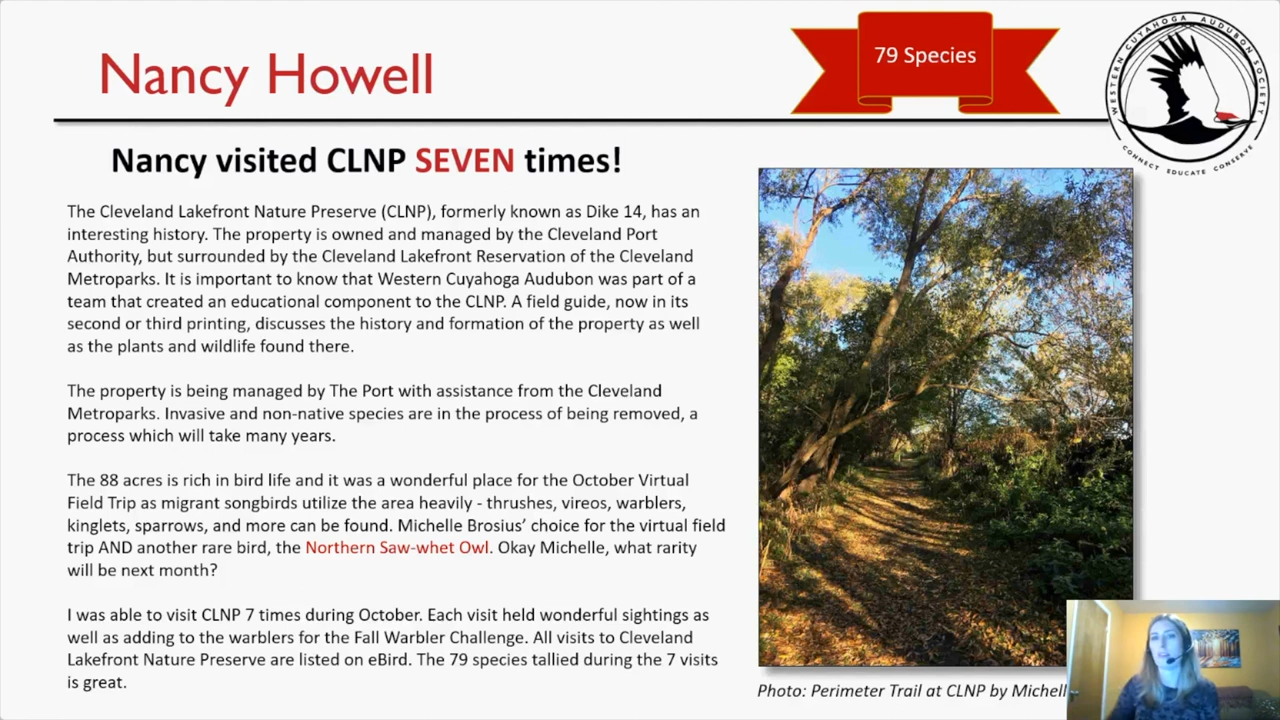 Nancy Howell
79 Species
WESTERN CUYAHOGA AUDUBON SOCIETY
CONNECT EDUCATE CONSERVE
Nancy visited CLNP SEVEN times!
The Cleveland Lakefront Nature Preserve (CLNP), formerly known as Dike 14, has an
interesting history. The property is owned and managed by the Cleveland Port
Authority, but surrounded by the Cleveland Lakefront Reservation of the Cleveland
Metroparks. It is important to know that Western Cuyahoga Audubon was part of a
team that created an educational component to the CLNP. A field guide, now in its
second or third printing, discusses the history and formation of the property as well
as the plants and wildlife found there.
The property is being managed by The Port with assistance from the Cleveland
Metroparks. Invasive and non-native species are in the process of being removed, a
process which will take many years.
The 88 acres is rich in bird life and it was a wonderful place for the October Virtual
Field Trip as migrant songbirds utilize the area heavily - thrushes, vireos, warblers,
kinglets, sparrows, and more can be found. Michelle Brosius’ choice for the virtual field
trip AND another rare bird, the Northern Saw-whet Owl. Okay Michelle, what rarity
will be next month?
I was able to visit CLNP 7 times during October. Each visit held wonderful sightings as
well as adding to the warblers for the Fall Warbler Challenge. All visits to Cleveland
Lakefront Nature Preserve are listed on eBird. The 79 species tallied during the 7 visits
is great.
Photo: Perimeter Trail at CLNP by Michell